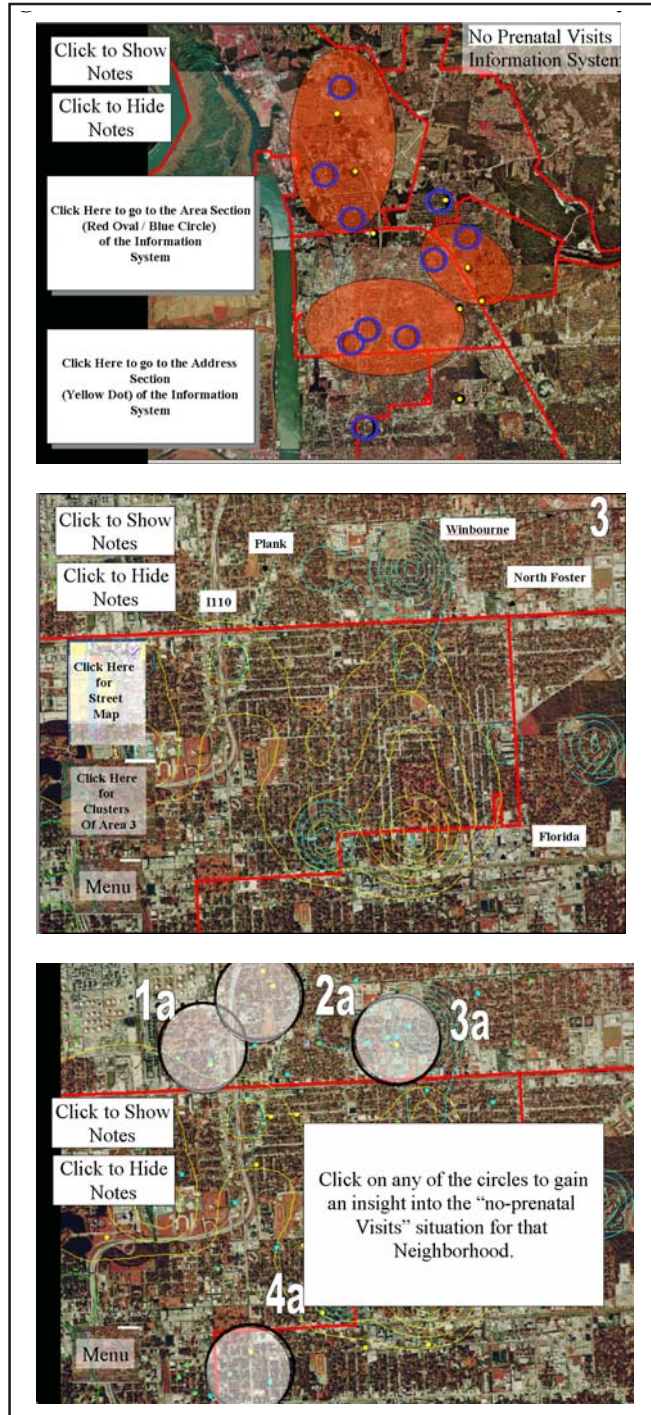 Click to Show
Notes
No Prenatal Visits
Information System
Click to Hide
Notes
Click Here to go to the Area Section
(Red Oval / Blue Circle)
of the Information
System
Click Here to go to the Address
Section
(Yellow Dot) of the Information
System
3
Click to Show
Notes
Plank
Winbourne
Click to Hide
Notes
I110
North Foster
Click Here
for
Street
Map
Click Here
for
Clusters
Of Area 3
Florida
Menu
1a
2a
3a
Click to Show
Notes
Click to Hide
Notes
Click on any of the circles to gain
an insight into the “no-prenatal
Visits” situation for that
Neighborhood.
4a
Menu